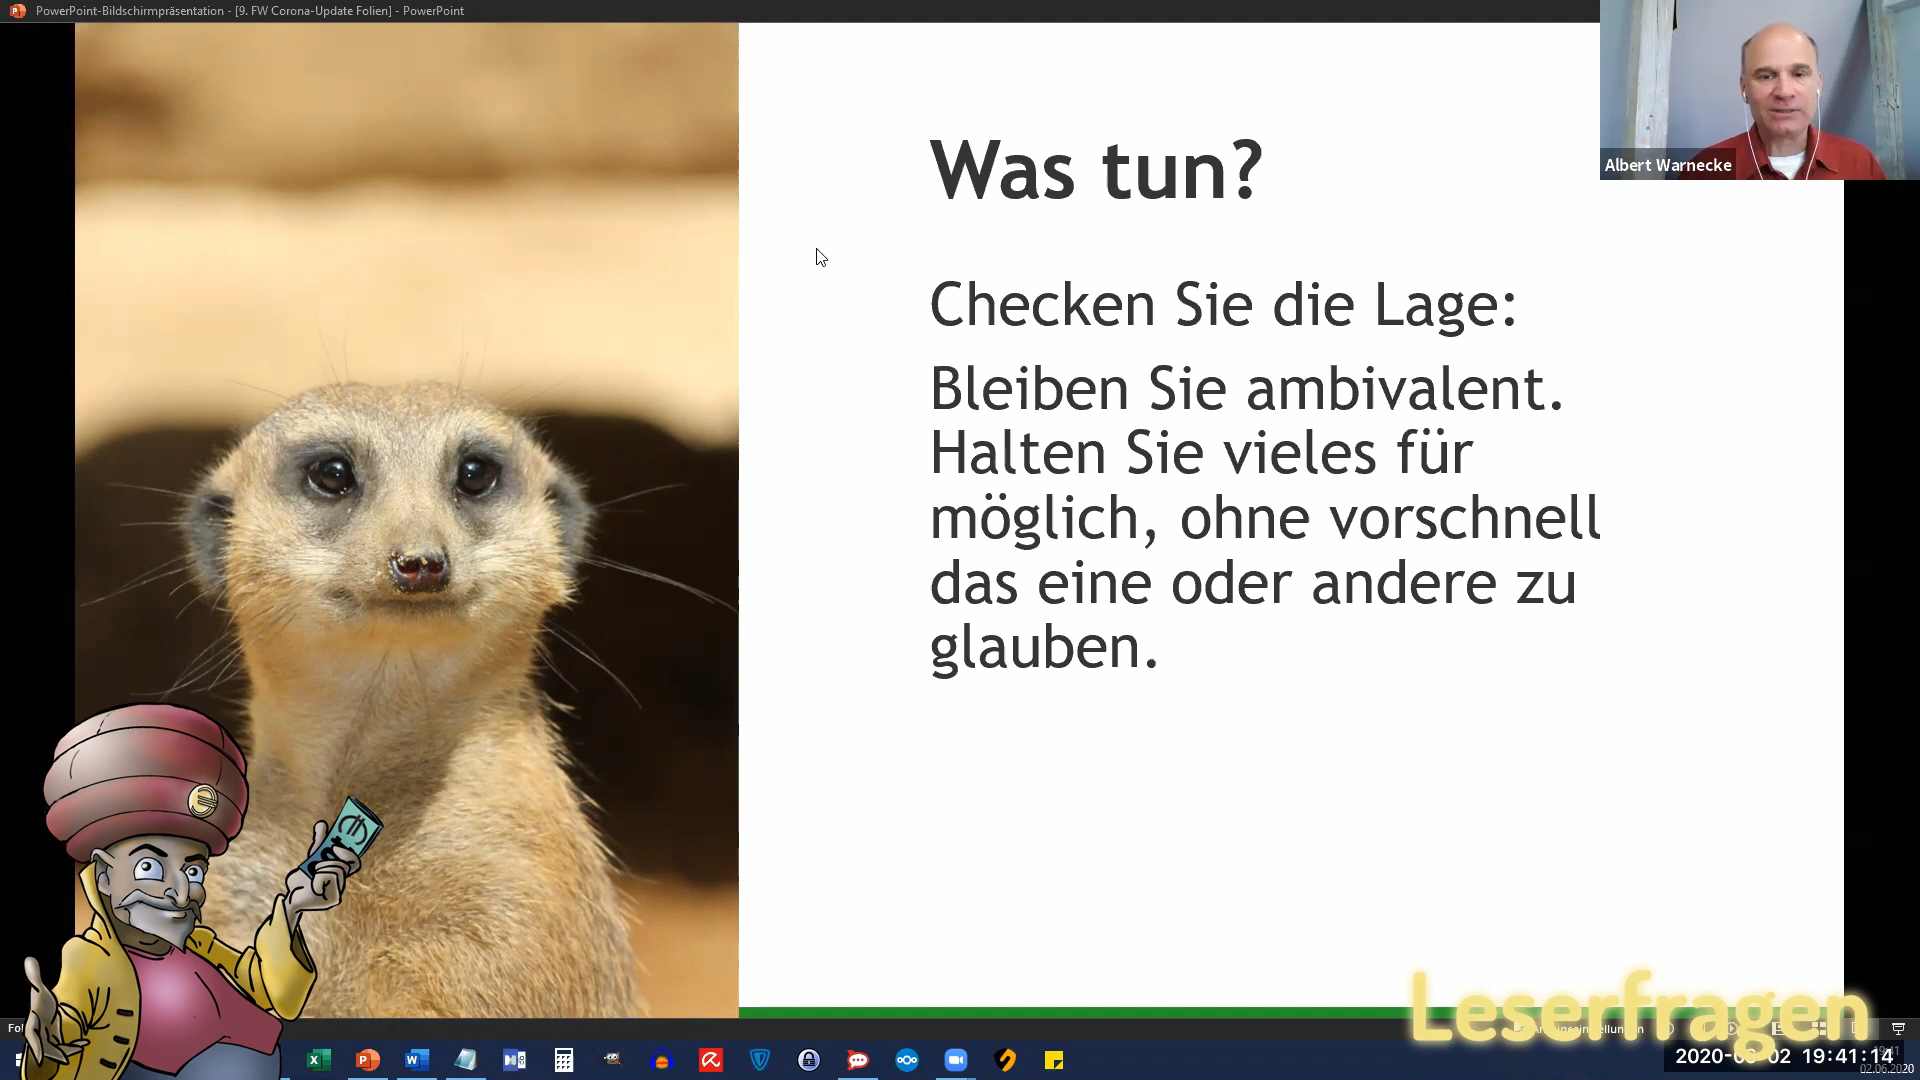 PowerPoint-Bildschirmpräsentation - [9. FW Corona-Update Folien] - PowerPoint
Albert Warnecke
Was tun?
Checken Sie die Lage:
Bleiben Sie ambivalent.
Halten Sie vieles für
möglich, ohne vorschnell
das eine oder andere zu
glauben.
Leserfragen
19:41:14
02.06.2020